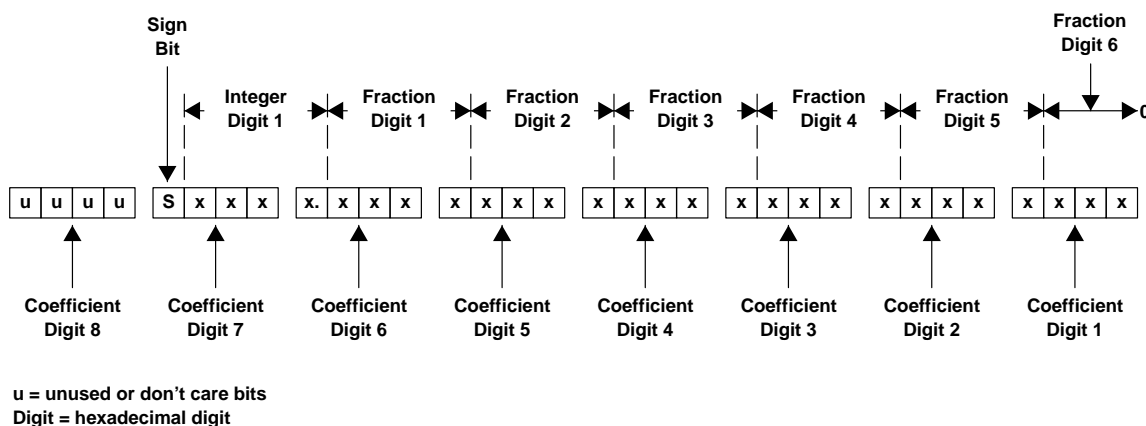 Sign
Bit
Fraction
Digit 6
Integer
Digit 1
Fraction
Digit 1
Fraction
Digit 2
Fraction
Digit 3
Fraction
Digit 4
Fraction
Digit 5
0
u u u u S x x x x. x x x x x x x x x x x x x x x x x x x x x x x
Coefficient
Digit 8
Coefficient
Digit 7
Coefficient
Digit 6
Coefficient
Digit 5
Coefficient
Digit 4
Coefficient
Digit 3
Coefficient
Digit 2
Coefficient
Digit 1
u = unused or don’t care bits
Digit = hexadecimal digit